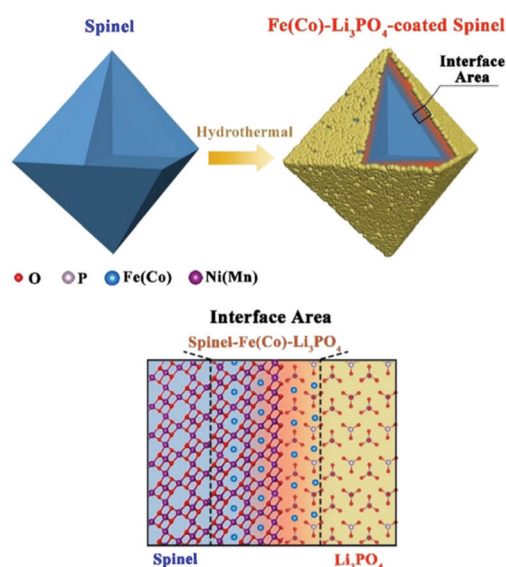 Spinel
Fe(Co)-Li₃PO₄-coated Spinel
Interface
Area
Hydrothermal
O P Fe(Co) Ni(Mn)
Interface Area
Spinel-Fe(Co)-Li₃PO₄
Spinel
Li₃PO₄